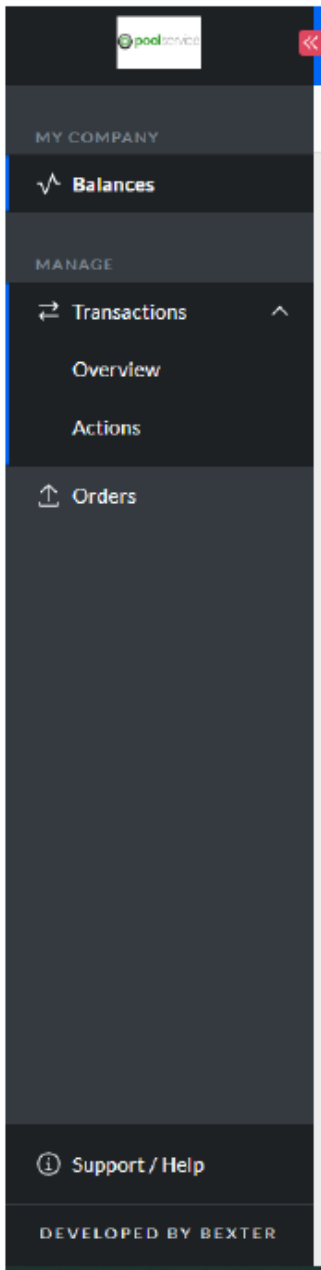 poolservice
MY COMPANY
Balances
MANAGE
Transactions
Overview
Actions
Orders
Support / Help
DEVELOPED BY BEXTER